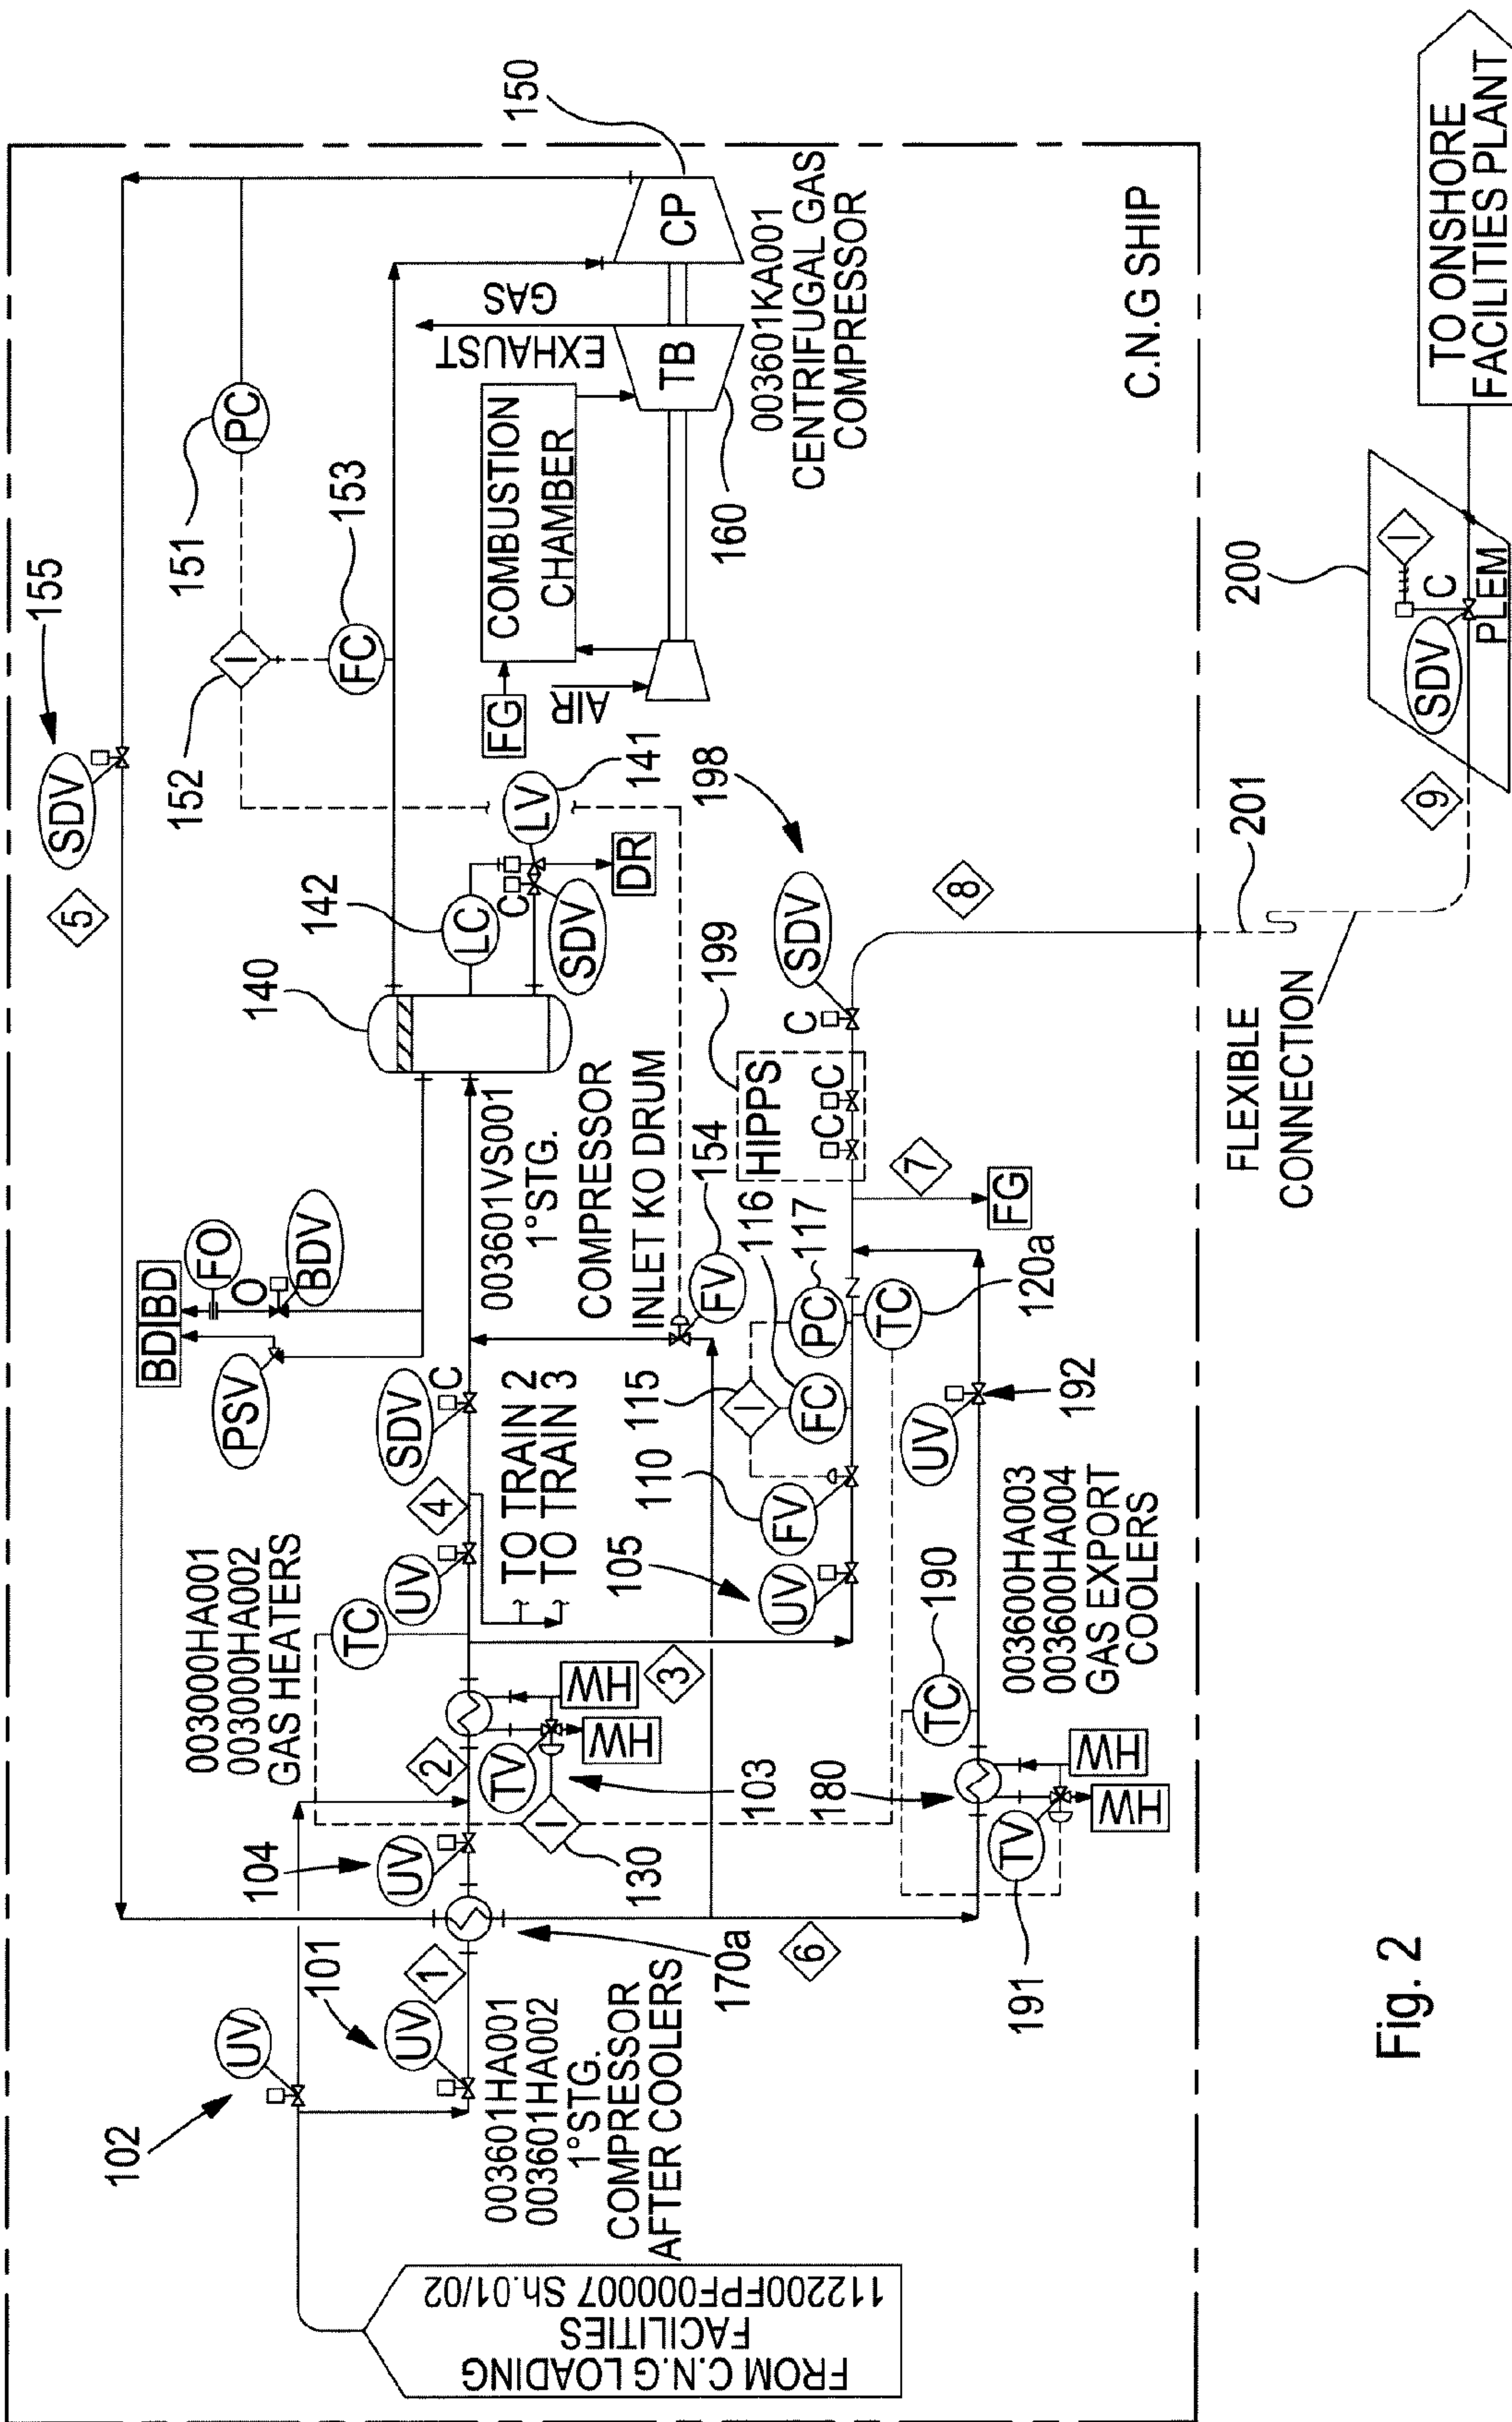 FROM C.N.G LOADING
FACILITIES
112200FPF000007 Sh.01/02
102
UV
101
UV
1
003601HA001
003601HA002
1°STG.
COMPRESSOR
AFTER COOLERS
170a
6
104
UV
2
003000HA001
003000HA002
GAS HEATERS
TC
I
130
TV
103
HW
HW
3
UV
4
TO TRAIN 2
TO TRAIN 3
SDV
C
PSV
BD
BD
FO
O
BDV
5
SDV
155
140
003601VS001
1°STG.
COMPRESSOR
INLET KO DRUM
142
LC
C
SDV
LV
141
DR
152
I
151
PC
FC
153
FG
AIR
COMBUSTION
CHAMBER
EXHAUST
GAS
TB
160
CP
150
003601KA001
CENTRIFUGAL GAS
COMPRESSOR
154
FV
105
UV
110
FV
115
I
116
FC
117
PC
TC
120a
7
FG
HIPPS
199
C
C
C
SDV
198
8
180
TV
191
HW
HW
TC
190
003600HA003
003600HA004
GAS EXPORT
COOLERS
UV
192
C.N.G SHIP
FLEXIBLE
CONNECTION
201
9
200
SDV
C
I
PLEM
TO ONSHORE
FACILITIES PLANT
Fig. 2